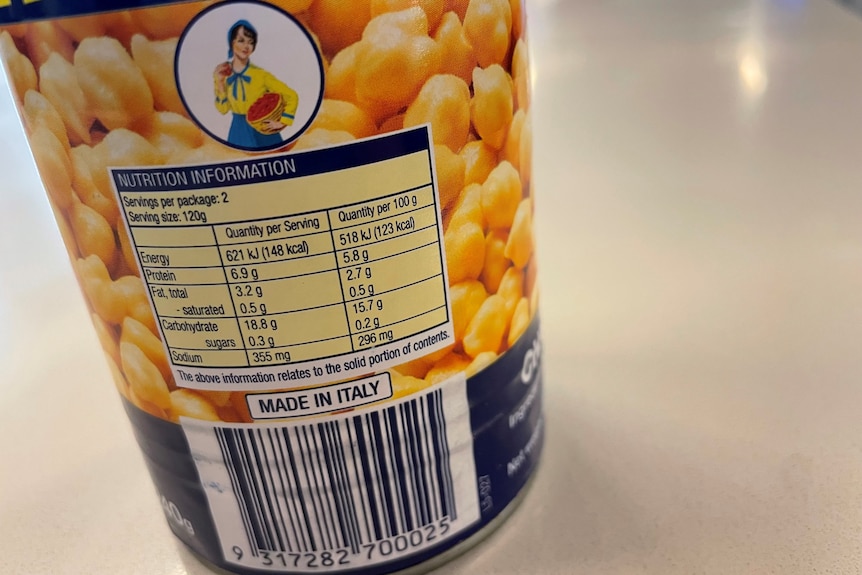 NUTRITION INFORMATION
Servings per package: 2
Serving size: 120g
Quantity per Serving Quantity per 100 g
Energy 621 kJ (148 kcal) 518 kJ (123 kcal)
Protein 6.9 g 5.8 g
Fat, total 3.2 g 2.7 g
- saturated 0.5 g 0.5 g
Carbohydrate 18.8 g 15.7 g
sugars 0.3 g 0.2 g
Sodium 355 mg 296 mg
The above information relates to the solid portion of contents.
MADE IN ITALY
9 317282 700025